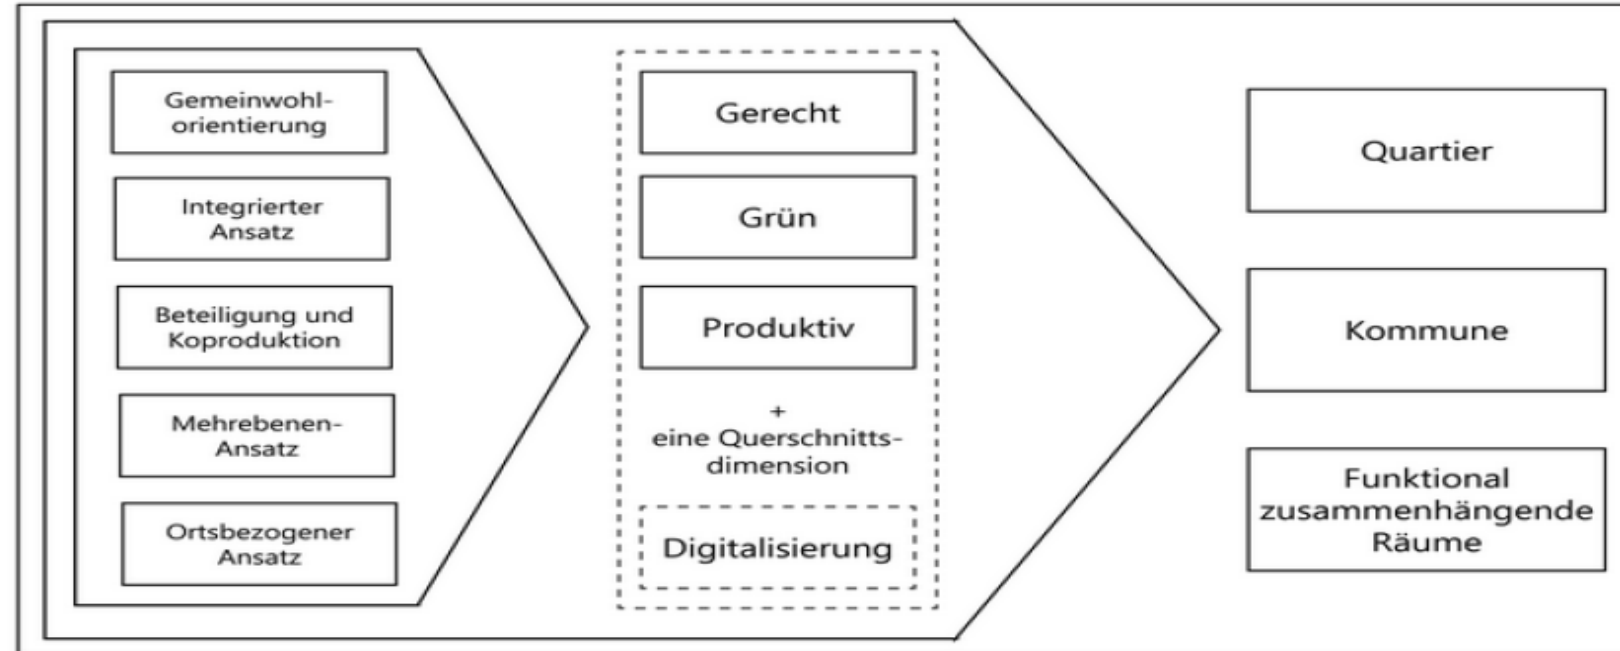 Gemeinwohl-
orientierung
Integrierter
Ansatz
Beteiligung und
Koproduktion
Mehrebenen-
Ansatz
Ortsbezogener
Ansatz
Gerecht
Grün
Produktiv
+
eine Querschnitts-
dimension
Digitalisierung
Quartier
Kommune
Funktional
zusammenhängende
Räume